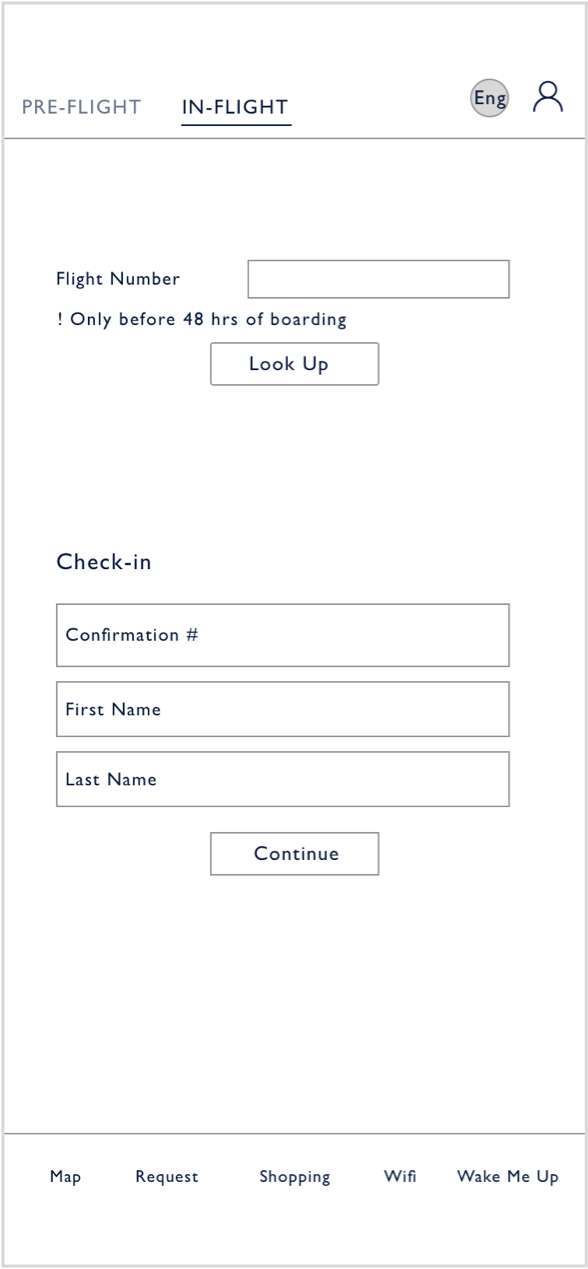 PRE-FLIGHT IN-FLIGHT Eng
Flight Number
! Only before 48 hrs of boarding
Look Up
Check-in
Confirmation #
First Name
Last Name
Continue
Map Request Shopping Wifi Wake Me Up